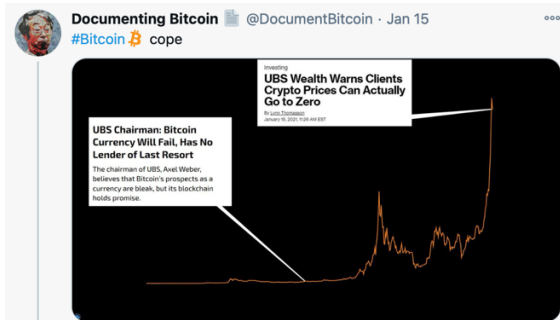 Documenting Bitcoin 📄 @DocumentBitcoin · Jan 15
#Bitcoin cope
Investing
UBS Wealth Warns Clients
Crypto Prices Can Actually
Go to Zero
By Lynn Thomasson
January 15, 2021, 11:26 AM EST
UBS Chairman: Bitcoin
Currency Will Fail, Has No
Lender of Last Resort
The chairman of UBS, Axel Weber,
believes that Bitcoin's prospects as a
currency are bleak, but its blockchain
holds promise.